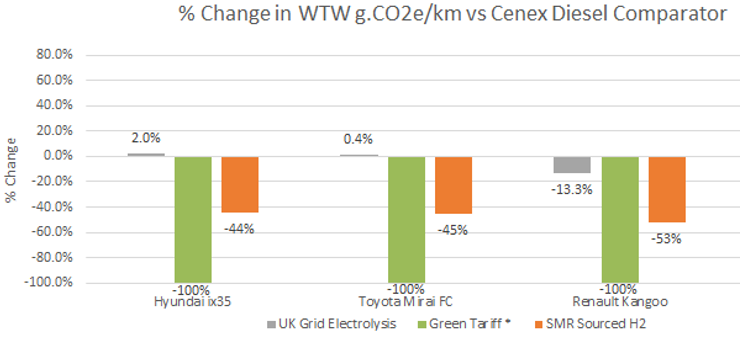 % Change in WTW g.CO2e/km vs Cenex Diesel Comparator
80.0%
60.0%
40.0%
20.0%
0.0%
-20.0%
-40.0%
-60.0%
-80.0%
-100.0%
% Change
2.0%
-100%
-44%
0.4%
-100%
-45%
-13.3%
-100%
-53%
Hyundai ix35
Toyota Mirai FC
Renault Kangoo
UK Grid Electrolysis
Green Tariff *
SMR Sourced H2